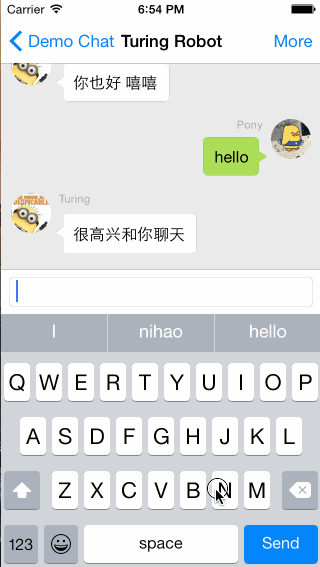 Carrier 6:54 PM
Demo Chat Turing Robot More
你也好 嘻嘻
Pony
hello
Turing
很高兴和你聊天
I nihao hello
Q W E R T Y U I O P
A S D F G H J K L
Z X C V B N M
123 space Send